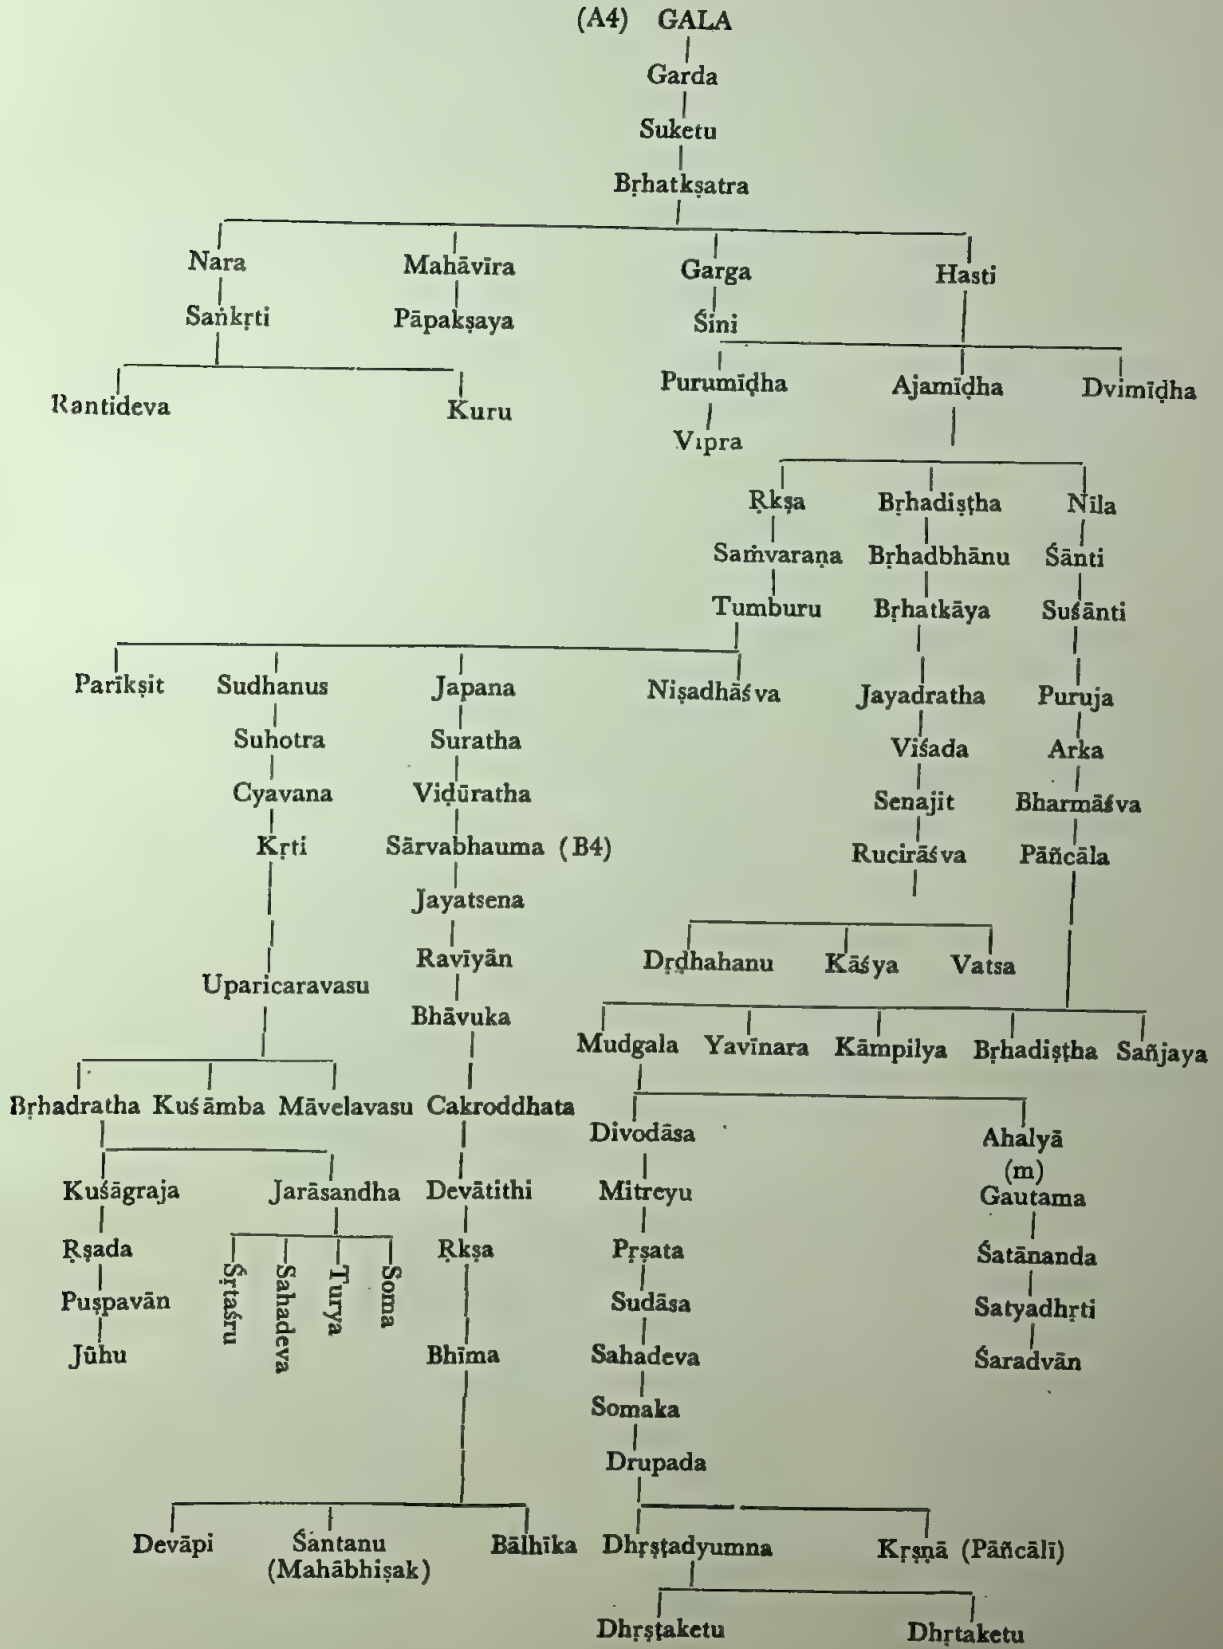 (A4) GALA
Garda
Suketu
Bṛhatkṣatra
Nara Mahāvīra Garga Hasti
Saṅkṛti Pāpakṣaya Śini
Purumīḍha Ajamīḍha Dvimīḍha
Rantideva Kuru
Vipra
Ṛkṣa Bṛhadiṣṭha Nīla
Saṁvaraṇa Bṛhadbhānu Śānti
Tumburu Bṛhatkāya Suśānti
Parīkṣit Sudhanus Japana Niṣadhāśva Jayadratha Puruja
Suhotra Suratha Viśada Arka
Cyavana Viḍūratha Senajit Bharmāśva
Kṛti Sārvabhauma (B4) Rucirāśva Pāñcāla
Jayatsena
Ravīyān Dṛḍhahanu Kāśya Vatsa
Uparicaravasu
Bhāvuka
Mudgala Yavīnara Kāmpilya Bṛhadiṣṭha Sañjaya
Bṛhadratha Kuśāmba Māvelavasu Cakroddhata
Divodāsa Ahalyā
(m)
Kuśāgraja Jarāsandha Devātithi Mitreyu Gautama
Ṛṣada Ṛkṣa Pṛṣata Śatānanda
Śṛtaśru Sahadeva Turya Soma
Puṣpavān Sudāsa Satyadhṛti
Jūhu Bhīma Sahadeva Śaradvān
Somaka
Drupada
Devāpi Śantanu Bālhīka Dhṛṣṭadyumna Kṛṣṇā (Pāñcālī)
(Mahābhiṣak)
Dhṛṣṭaketu Dhṛtaketu